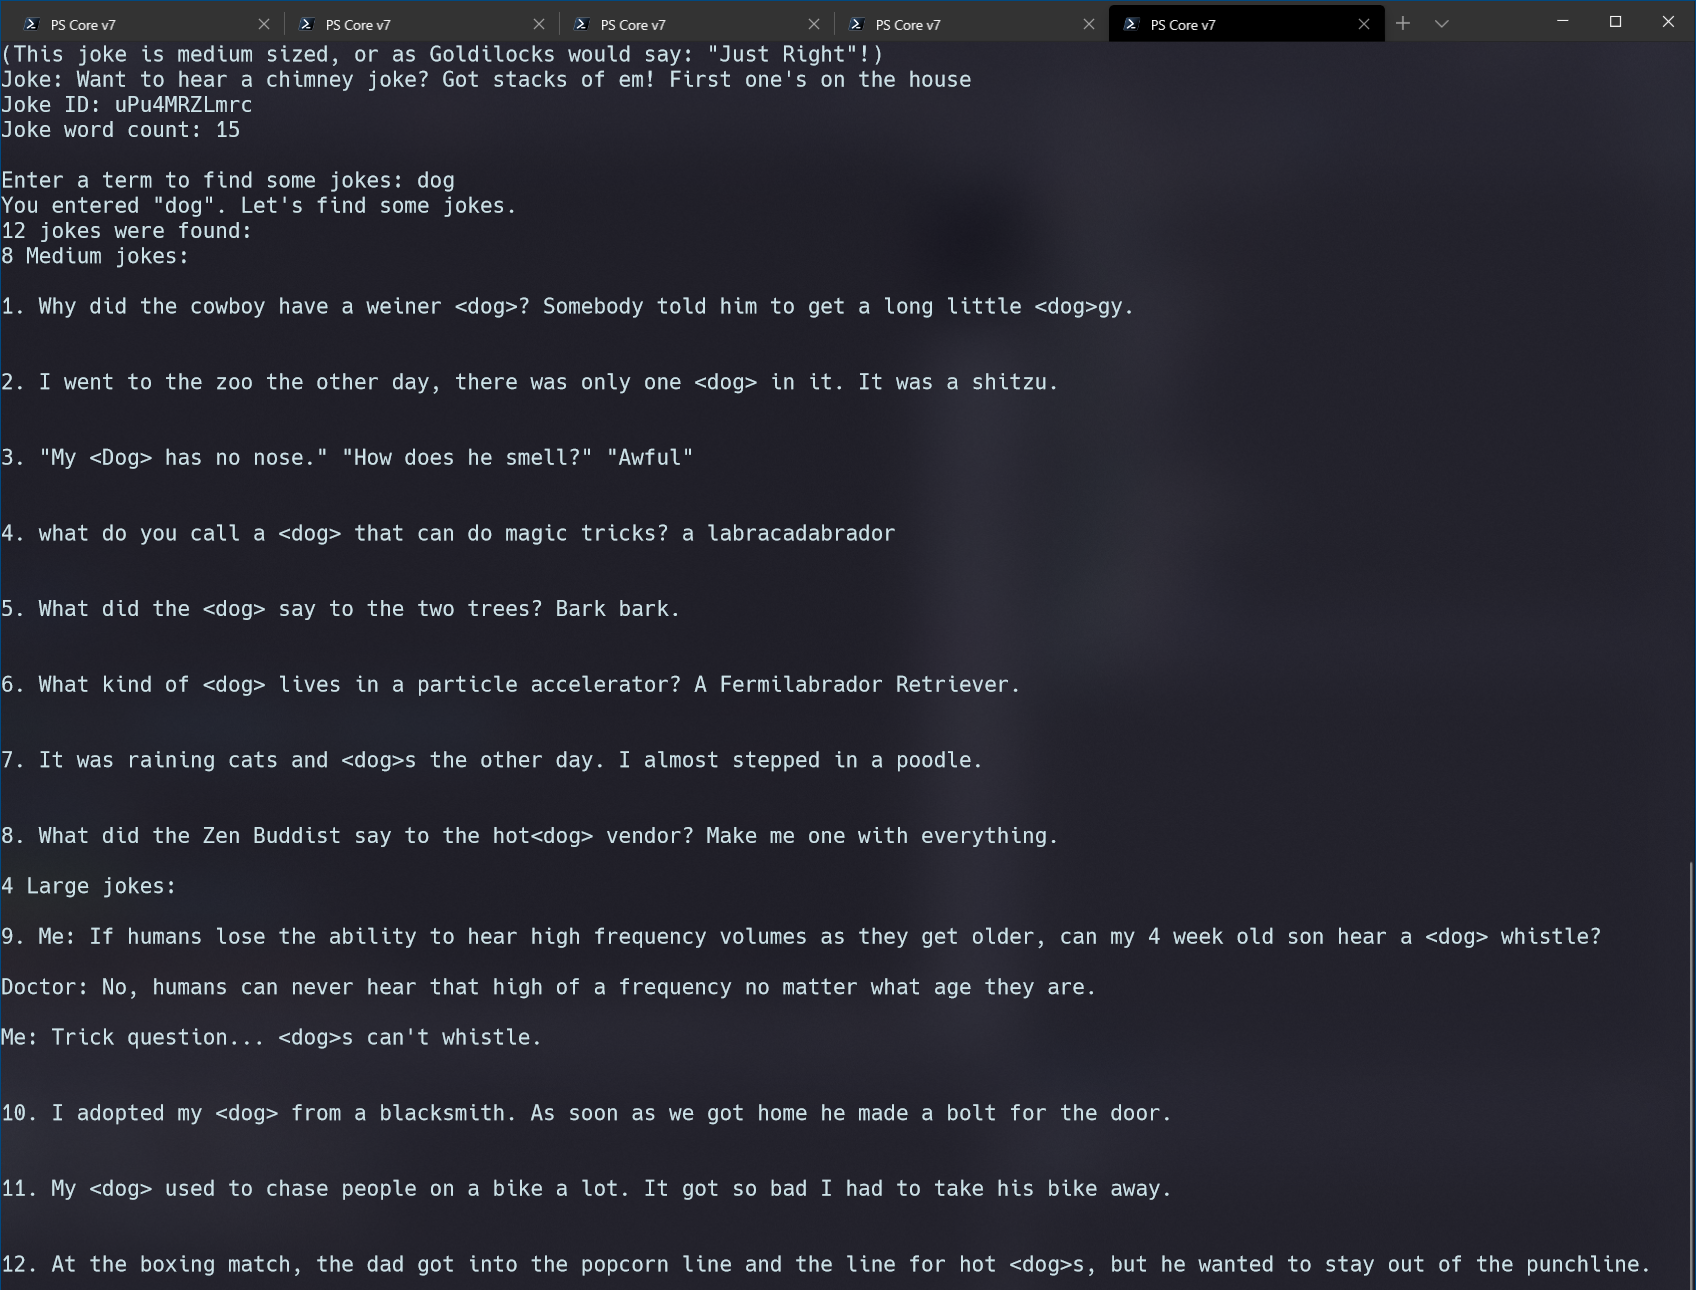 PS Core v7 PS Core v7 PS Core v7 PS Core v7 PS Core v7
(This joke is medium sized, or as Goldilocks would say: "Just Right"!)
Joke: Want to hear a chimney joke? Got stacks of em! First one's on the house
Joke ID: uPu4MRZLmrc
Joke word count: 15
Enter a term to find some jokes: dog
You entered "dog". Let's find some jokes.
12 jokes were found:
8 Medium jokes:
1. Why did the cowboy have a weiner <dog>? Somebody told him to get a long little <dog>gy.
2. I went to the zoo the other day, there was only one <dog> in it. It was a shitzu.
3. "My <Dog> has no nose." "How does he smell?" "Awful"
4. what do you call a <dog> that can do magic tricks? a labracadabrador
5. What did the <dog> say to the two trees? Bark bark.
6. What kind of <dog> lives in a particle accelerator? A Fermilabrador Retriever.
7. It was raining cats and <dog>s the other day. I almost stepped in a poodle.
8. What did the Zen Buddist say to the hot<dog> vendor? Make me one with everything.
4 Large jokes:
9. Me: If humans lose the ability to hear high frequency volumes as they get older, can my 4 week old son hear a <dog> whistle?
Doctor: No, humans can never hear that high of a frequency no matter what age they are.
Me: Trick question... <dog>s can't whistle.
10. I adopted my <dog> from a blacksmith. As soon as we got home he made a bolt for the door.
11. My <dog> used to chase people on a bike a lot. It got so bad I had to take his bike away.
12. At the boxing match, the dad got into the popcorn line and the line for hot <dog>s, but he wanted to stay out of the punchline.